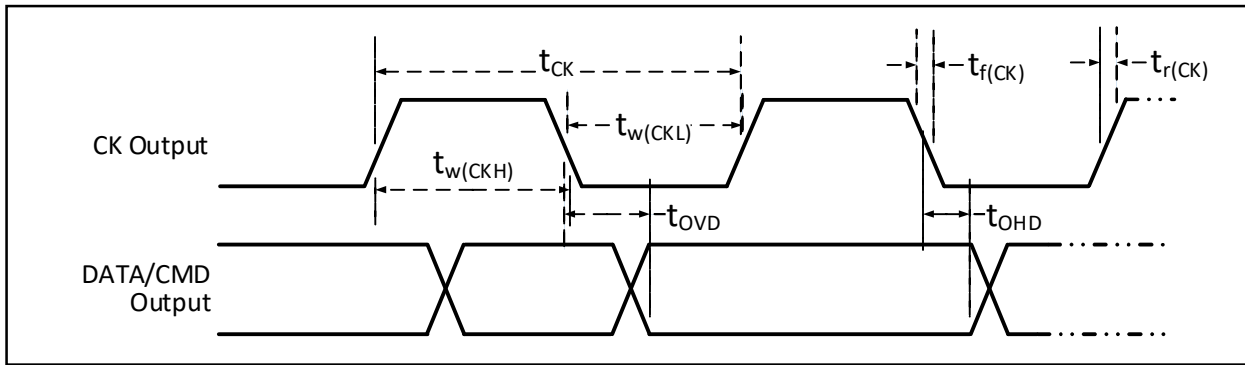 tCK
tf(CK)
tr(CK)
CK Output
tw(CKL)
tw(CKH)
tOVD
tOHD
DATA/CMD
Output